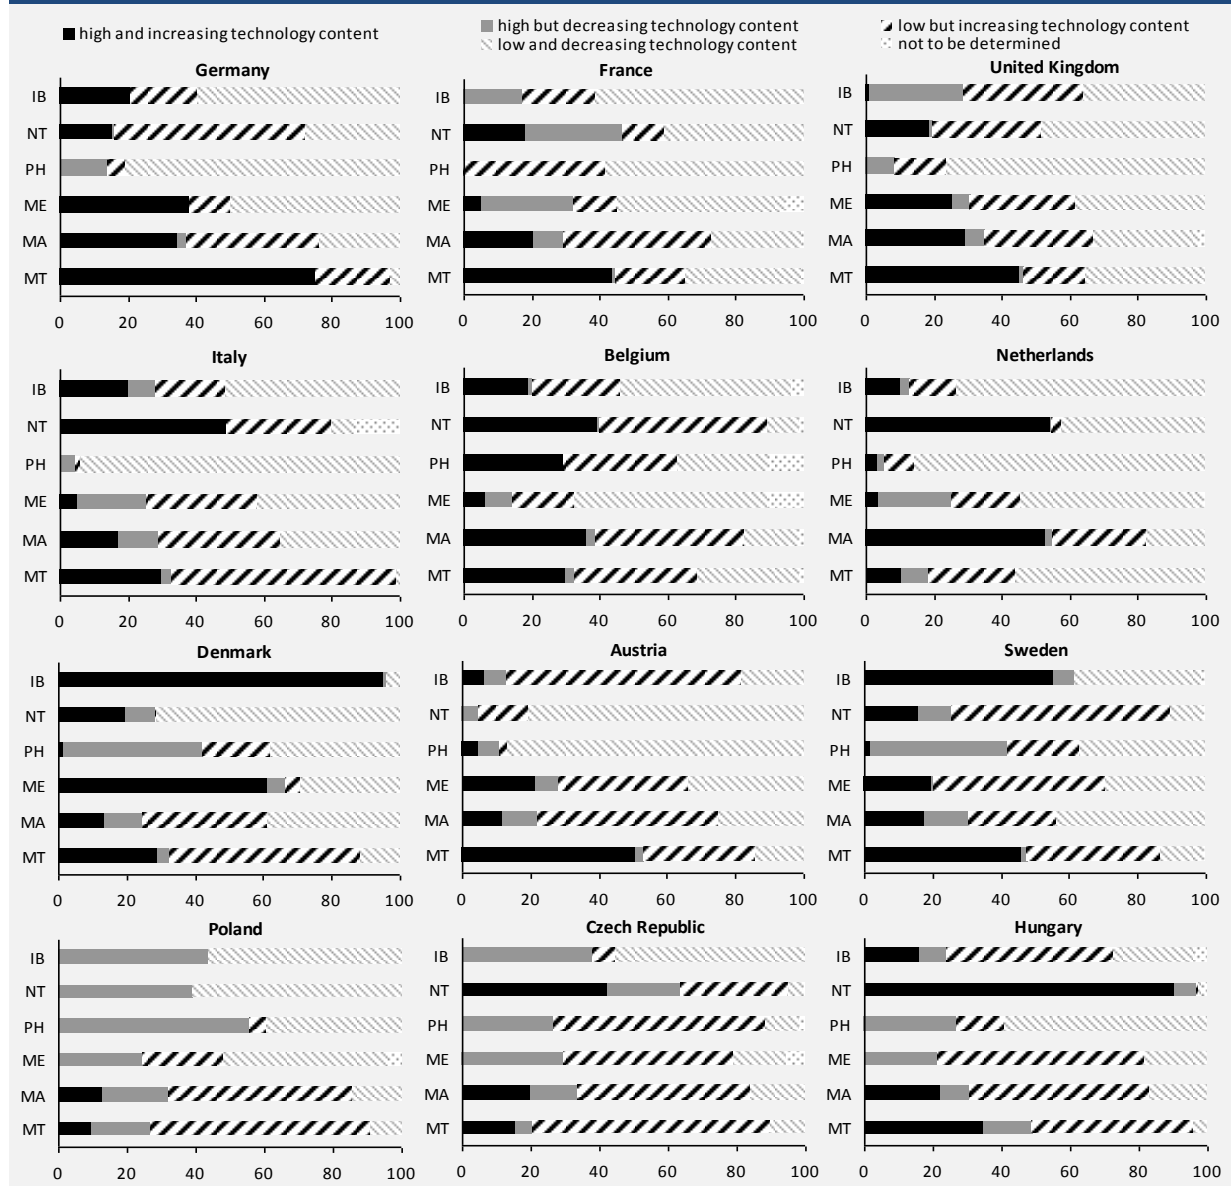 high and increasing technology content
high but decreasing technology content
low but increasing technology content
low and decreasing technology content
not to be determined
Germany
IB
NT
PH
ME
MA
MT
0 20 40 60 80 100
France
IB
NT
PH
ME
MA
MT
0 20 40 60 80 100
United Kingdom
IB
NT
PH
ME
MA
MT
0 20 40 60 80 100
Italy
IB
NT
PH
ME
MA
MT
0 20 40 60 80 100
Belgium
IB
NT
PH
ME
MA
MT
0 20 40 60 80 100
Netherlands
IB
NT
PH
ME
MA
MT
0 20 40 60 80 100
Denmark
IB
NT
PH
ME
MA
MT
0 20 40 60 80 100
Austria
IB
NT
PH
ME
MA
MT
0 20 40 60 80 100
Sweden
IB
NT
PH
ME
MA
MT
0 20 40 60 80 100
Poland
IB
NT
PH
ME
MA
MT
0 20 40 60 80 100
Czech Republic
IB
NT
PH
ME
MA
MT
0 20 40 60 80 100
Hungary
IB
NT
PH
ME
MA
MT
0 20 40 60 80 100